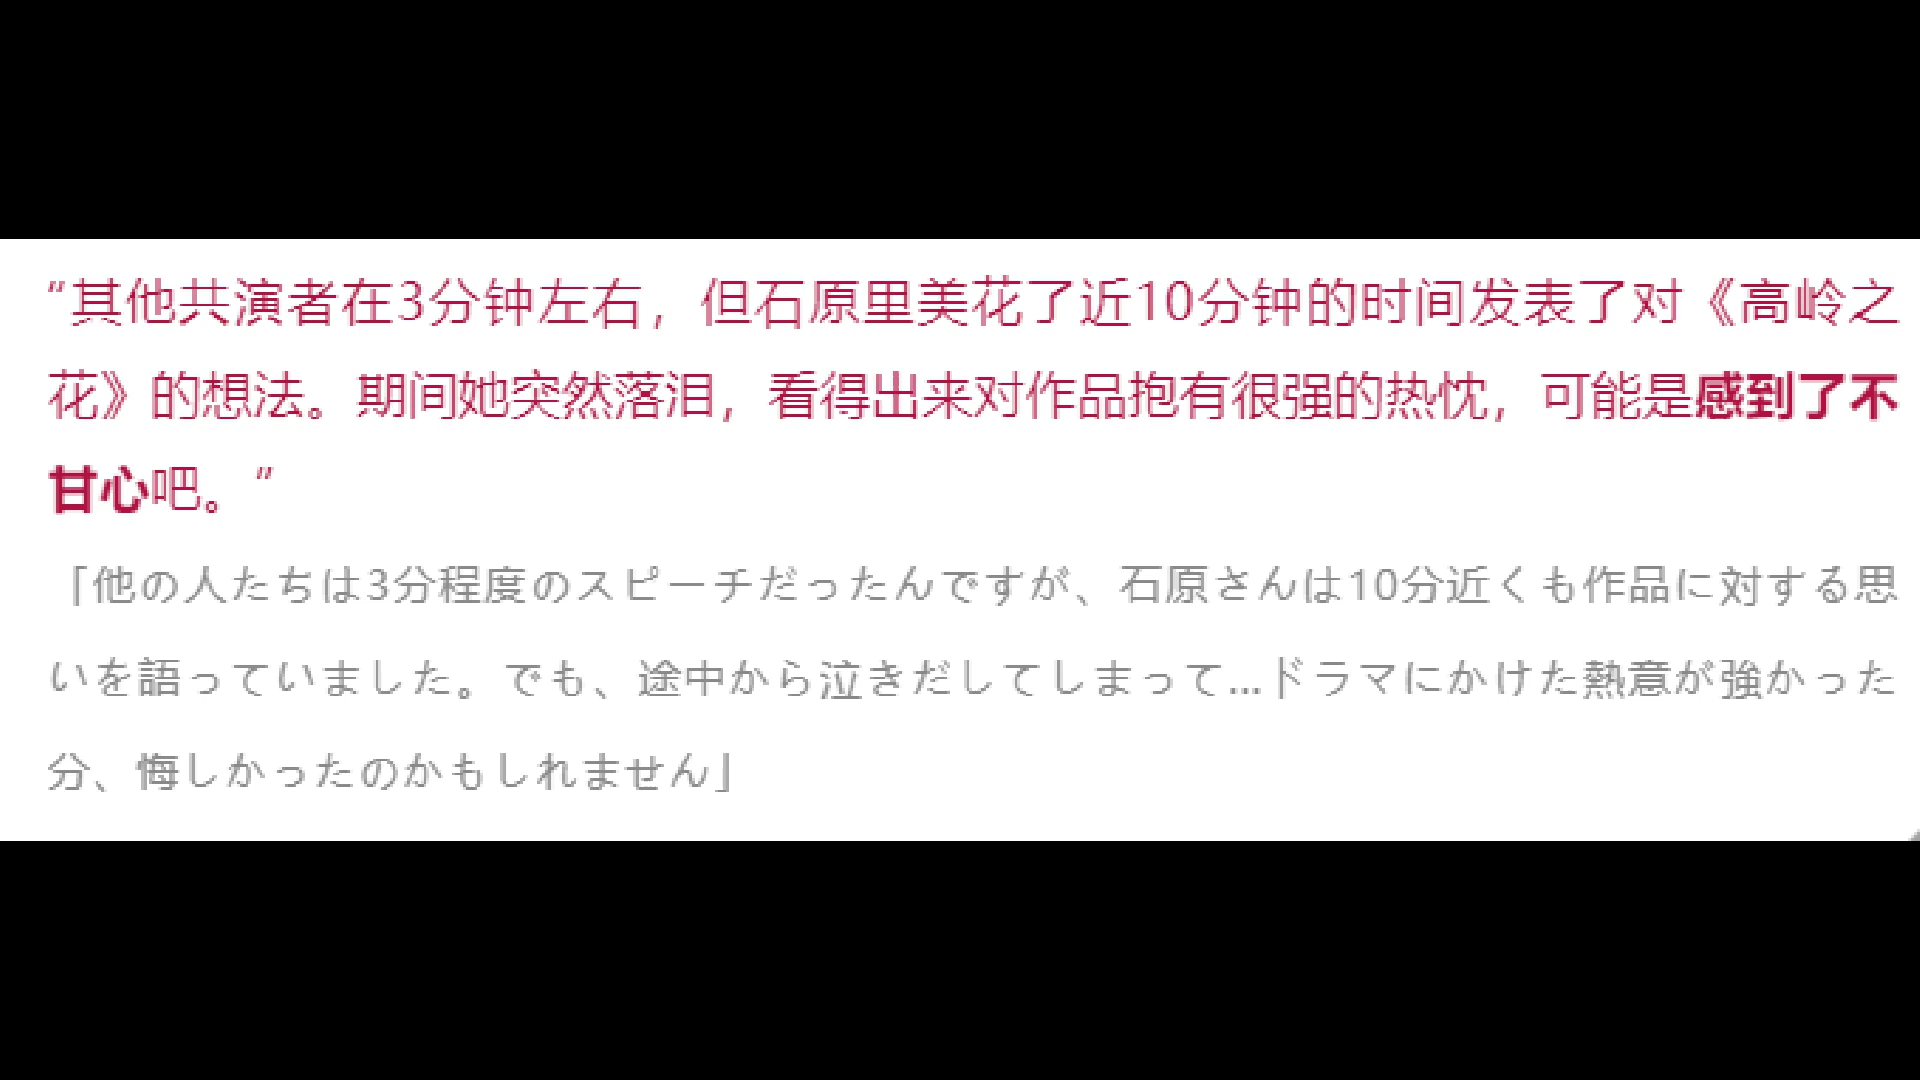 “其他共演者在3分钟左右，但石原里美花了近10分钟的时间发表了对《高岭之
花》的想法。期间她突然落泪，看得出来对作品抱有很强的热忱，可能是感到了不
甘心吧。”
「他の人たちは3分程度のスピーチだったんですが、石原さんは10分近くも作品に対する思
いを語っていました。でも、途中から泣きだしてしまって…ドラマにかけた熱意が強かった
分、悔しかったのかもしれません」